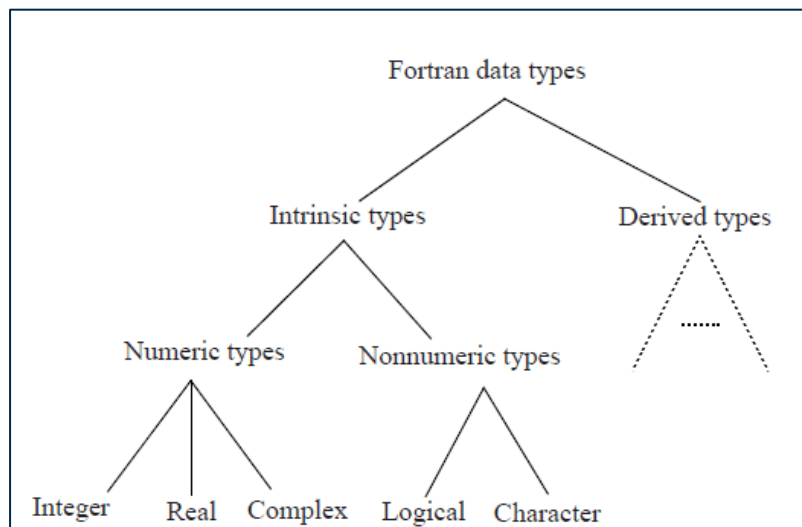 Fortran data types
Intrinsic types
Derived types
Numeric types
Nonnumeric types
Integer
Real
Complex
Logical
Character